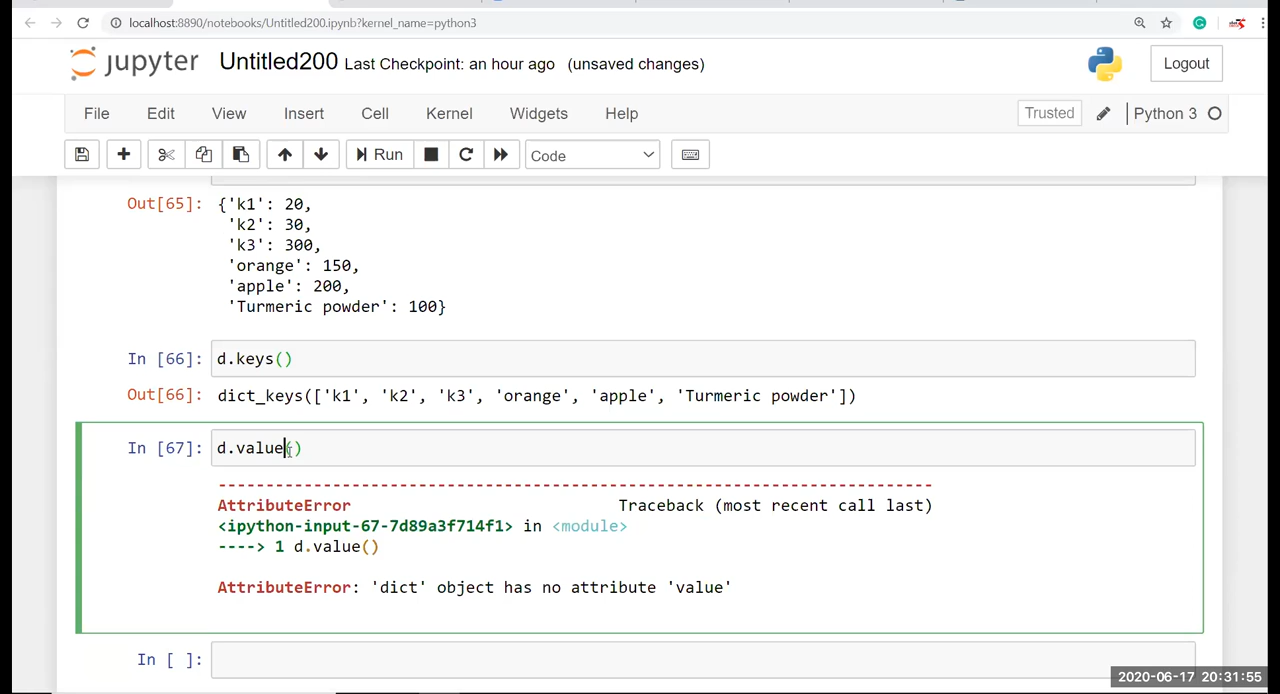 localhost:8890/notebooks/Untitled200.ipynb?kernel_name=python3
jupyter Untitled200 Last Checkpoint: an hour ago (unsaved changes)
Logout
File Edit View Insert Cell Kernel Widgets Help
Trusted Python 3
Run Code
Out[65]: {'k1': 20,
'k2': 30,
'k3': 300,
'orange': 150,
'apple': 200,
'Turmeric powder': 100}
In [66]: d.keys()
Out[66]: dict_keys(['k1', 'k2', 'k3', 'orange', 'apple', 'Turmeric powder'])
In [67]: d.value()
---------------------------------------------------------------------------
AttributeError Traceback (most recent call last)
<ipython-input-67-7d89a3f714f1> in <module>
----> 1 d.value()
AttributeError: 'dict' object has no attribute 'value'
In [ ]:
2020-06-17 20:31:55